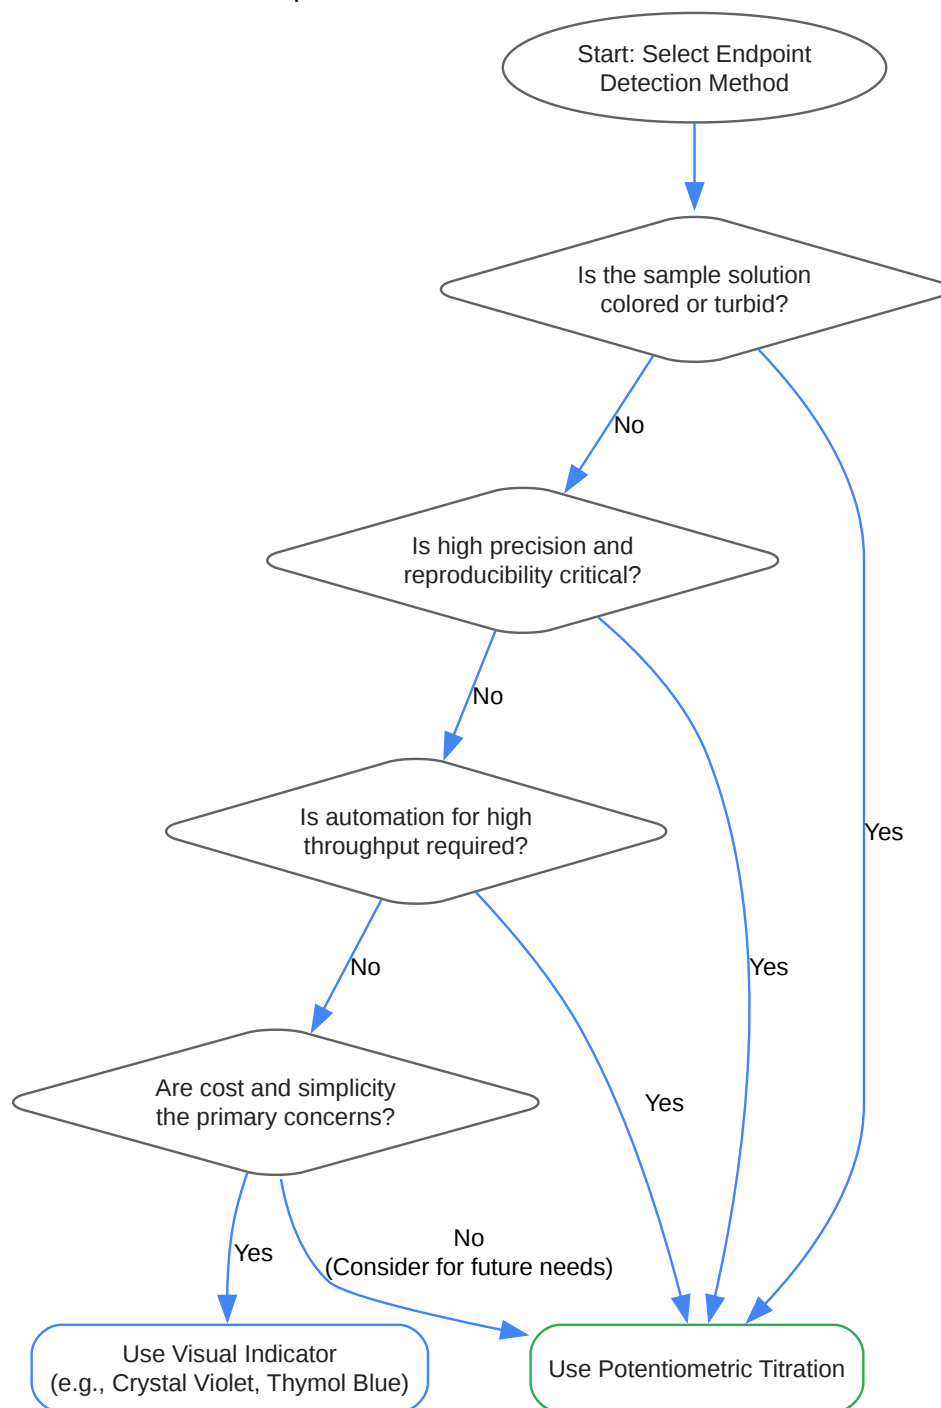 Start: Select Endpoint
Detection Method
Is the sample solution
colored or turbid?
No
Is high precision and
reproducibility critical?
No
Is automation for high
throughput required?
Yes
No
Yes
Are cost and simplicity
the primary concerns?
Yes
Yes
No
(Consider for future needs)
Use Visual Indicator
(e.g., Crystal Violet, Thymol Blue)
Use Potentiometric Titration